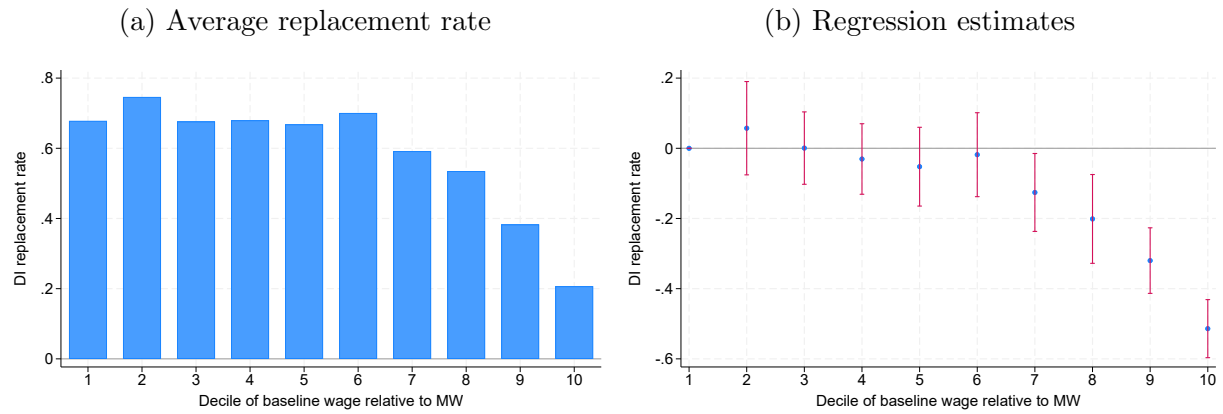 (a) Average replacement rate
DI replacement rate
.8
.6
.4
.2
0
1 2 3 4 5 6 7 8 9 10
Decile of baseline wage relative to MW
(b) Regression estimates
DI replacement rate
.2
0
-.2
-.4
-.6
1 2 3 4 5 6 7 8 9 10
Decile of baseline wage relative to MW